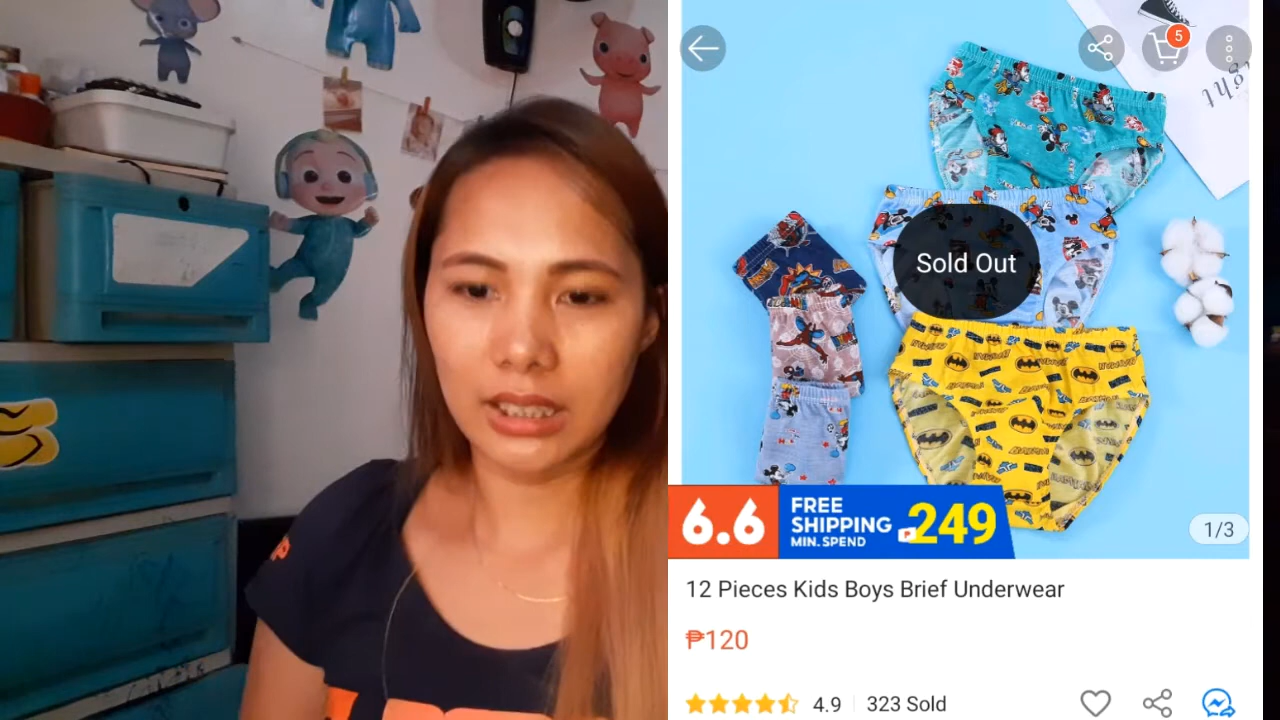 5
Sold Out
6.6
FREE
SHIPPING
MIN. SPEND
₱249
1/3
12 Pieces Kids Boys Brief Underwear
₱120
4.9
323 Sold